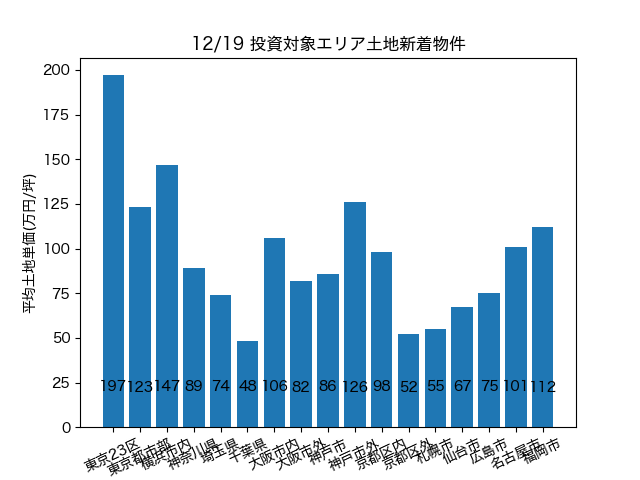 12/19 投資対象エリア土地新着物件
平均土地単価(万円/坪)
200
175
150
125
100
75
50
25
0
197 123 147 89 74 48 106 82 86 126 98 52 55 67 75 101 112
東京23区
東京都市部
横浜市内
神奈川県
埼玉県
千葉県
大阪市内
大阪市外
神戸市
神戸市外
京都区内
京都区外
札幌市
仙台市
広島市
名古屋市
福岡市